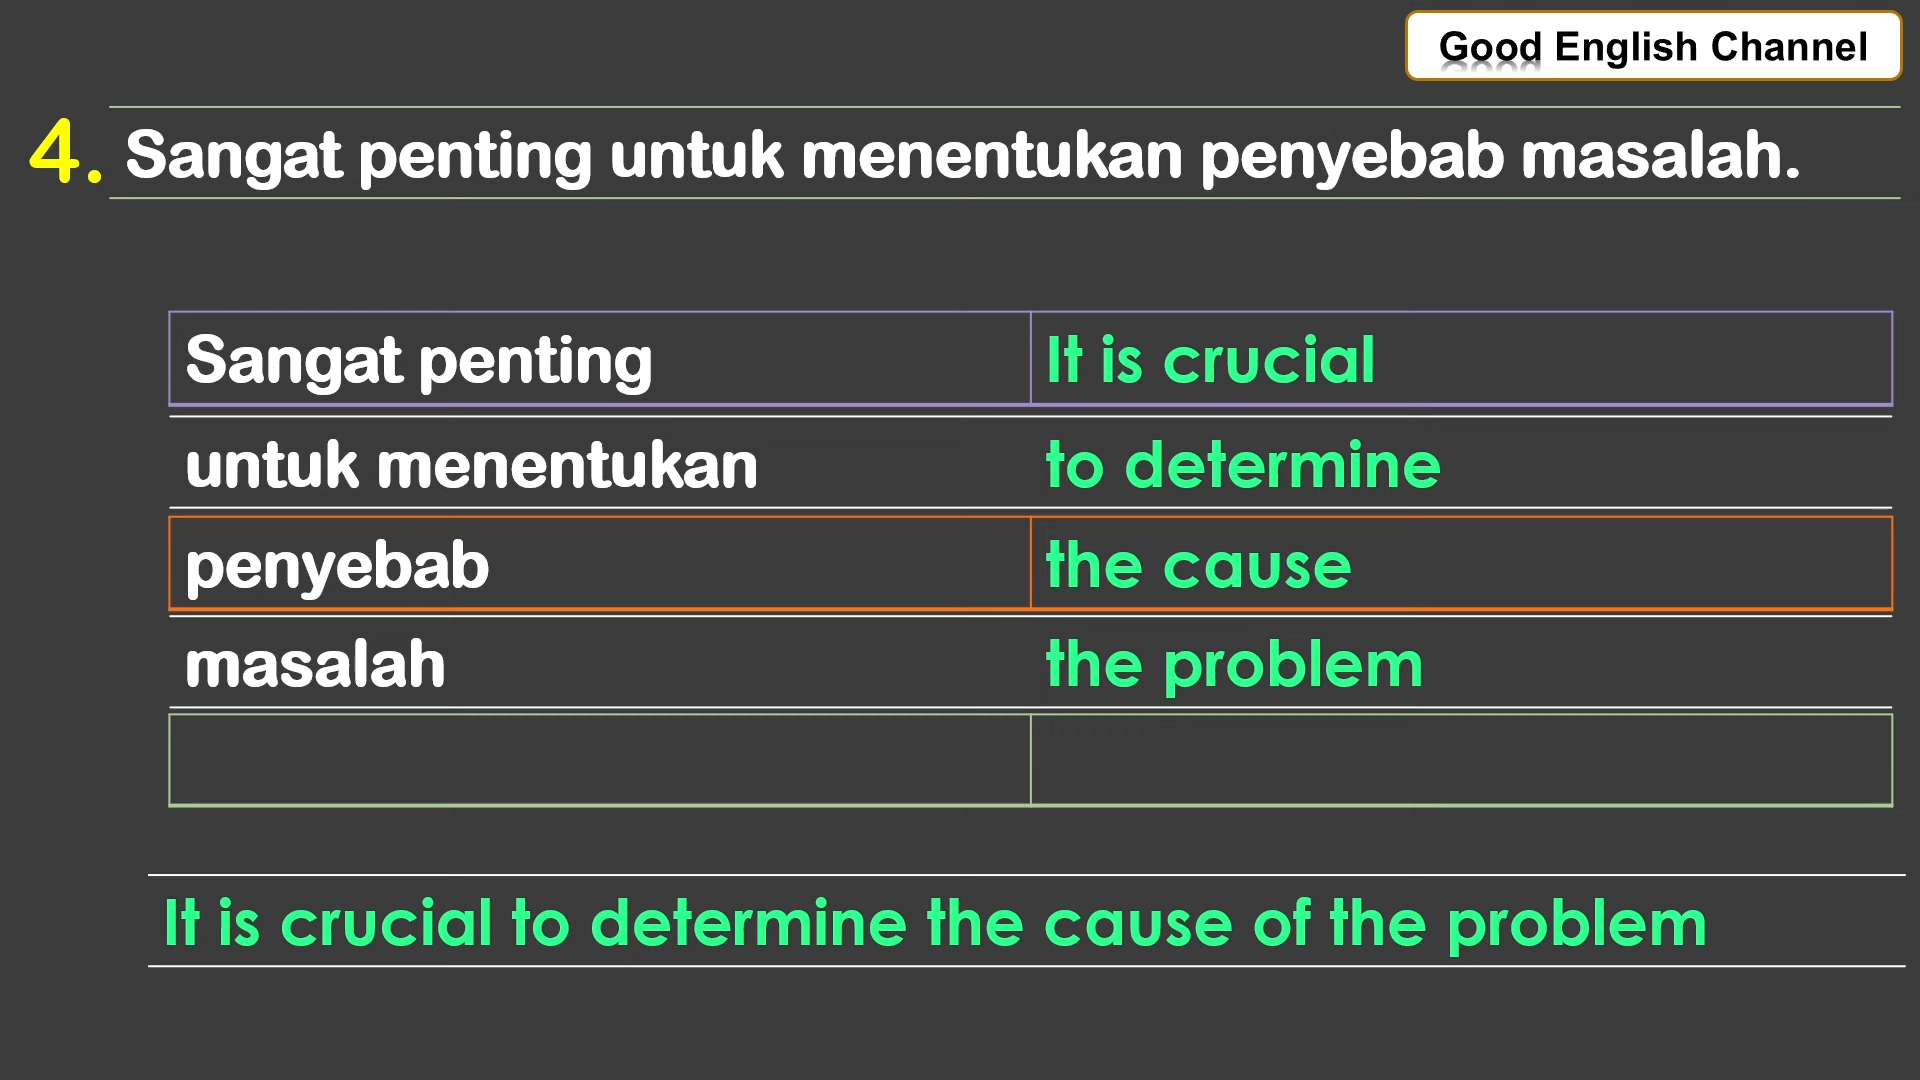 Good English Channel
4. Sangat penting untuk menentukan penyebab masalah.
Sangat penting It is crucial
untuk menentukan to determine
penyebab the cause
masalah the problem
It is crucial to determine the cause of the problem